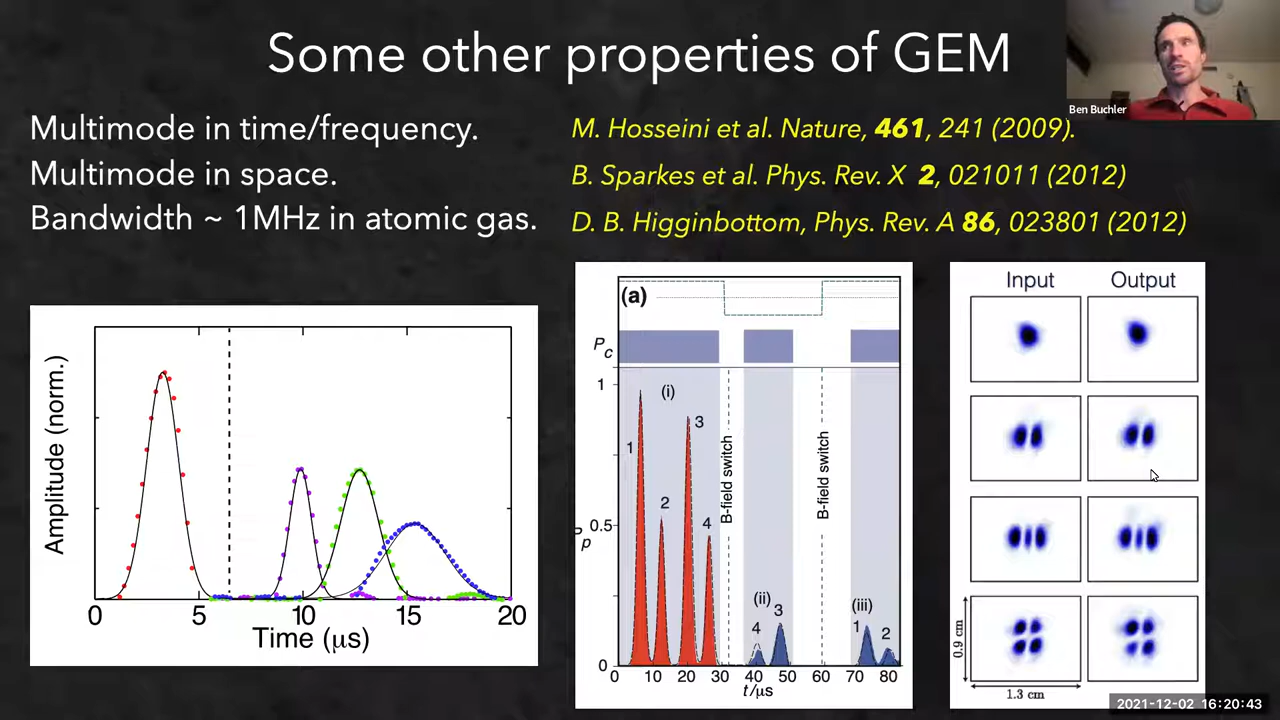 Some other properties of GEM
Ben Buchler
Multimode in time/frequency.
Multimode in space.
Bandwidth ~ 1MHz in atomic gas.
M. Hosseini et al. Nature, 461, 241 (2009).
B. Sparkes et al. Phys. Rev. X 2, 021011 (2012)
D. B. Higginbottom, Phys. Rev. A 86, 023801 (2012)
Amplitude (norm.)
0 5 10 15 20
Time (μs)
(a)
Pc
1
(i)
3
1
2
4
B-field switch
B-field switch
0.5
Pp
(ii)
3
4
(iii)
1
2
0
0 10 20 30 40 50 60 70 80
t/μs
Input Output
0.9 cm
1.3 cm
2021-12-02 16:20:43